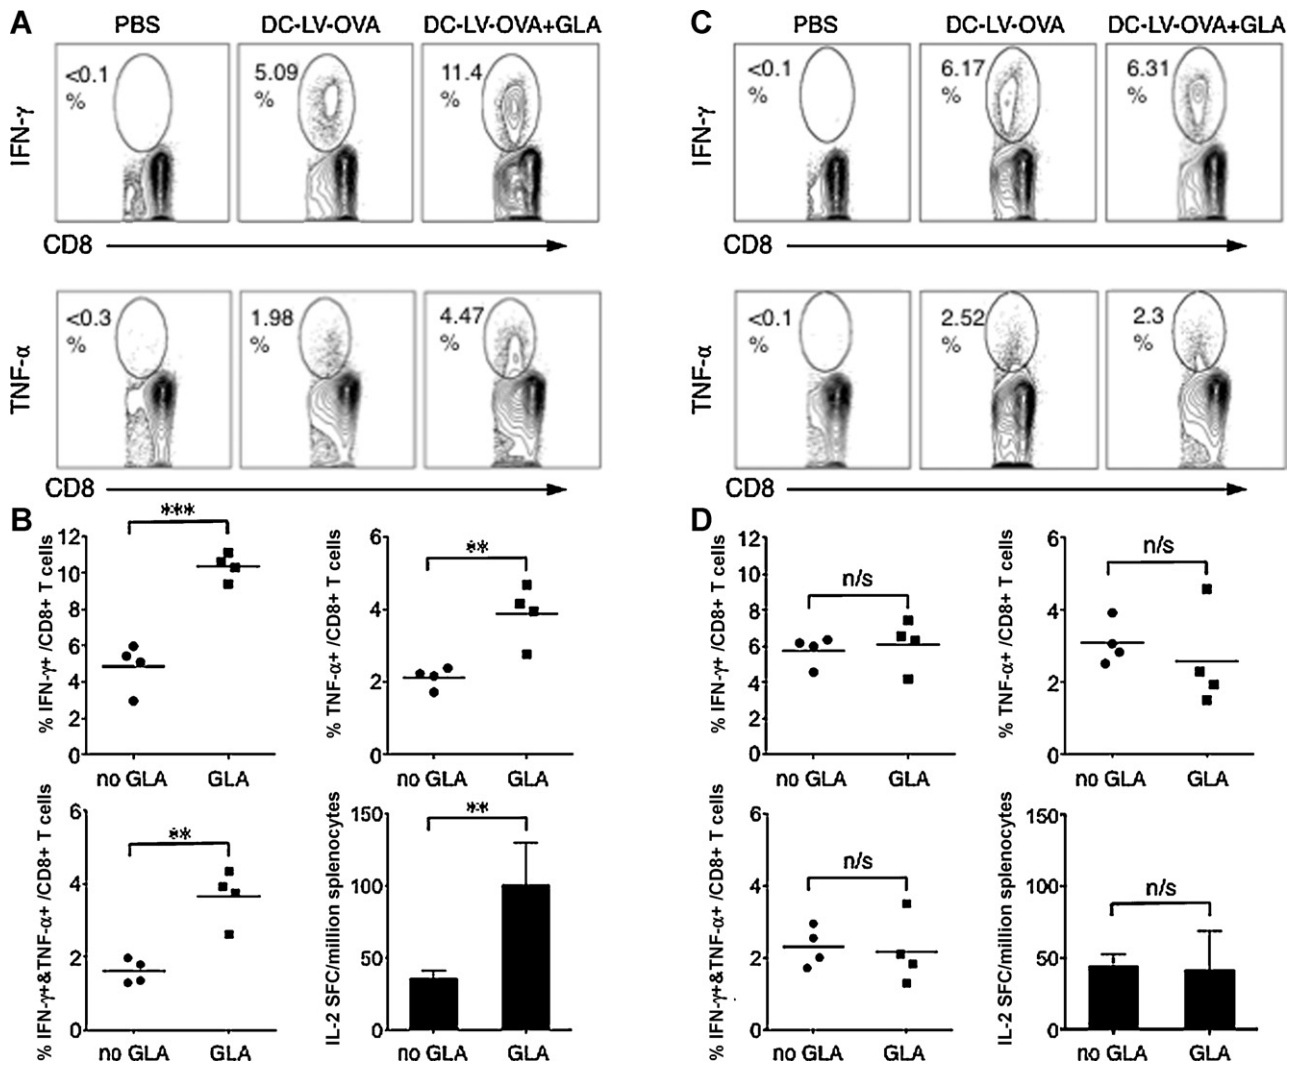 A PBS DC-LV-OVA DC-LV-OVA+GLA
IFN-γ
<0.1
%
5.09
%
11.4
%
CD8
TNF-α
<0.3
%
1.98
%
4.47
%
CD8
C PBS DC-LV-OVA DC-LV-OVA+GLA
IFN-γ
<0.1
%
6.17
%
6.31
%
CD8
TNF-α
<0.1
%
2.52
%
2.3
%
CD8
B
% IFN-γ+ /CD8+ T cells
***
12
10
8
6
4
2
0
no GLA GLA
% TNF-α+ /CD8+ T cells
**
6
4
2
0
no GLA GLA
% IFN-γ+&TNF-α+ /CD8+ T cells
**
6
4
2
0
no GLA GLA
IL-2 SFC/million splenocytes
**
150
100
50
0
no GLA GLA
D
% IFN-γ+ /CD8+ T cells
n/s
12
10
8
6
4
2
0
no GLA GLA
% TNF-α+ /CD8+ T cells
n/s
6
4
2
0
no GLA GLA
% IFN-γ+&TNF-α+ /CD8+ T cells
n/s
6
4
2
0
no GLA GLA
IL-2 SFC/million splenocytes
n/s
150
100
50
0
no GLA GLA